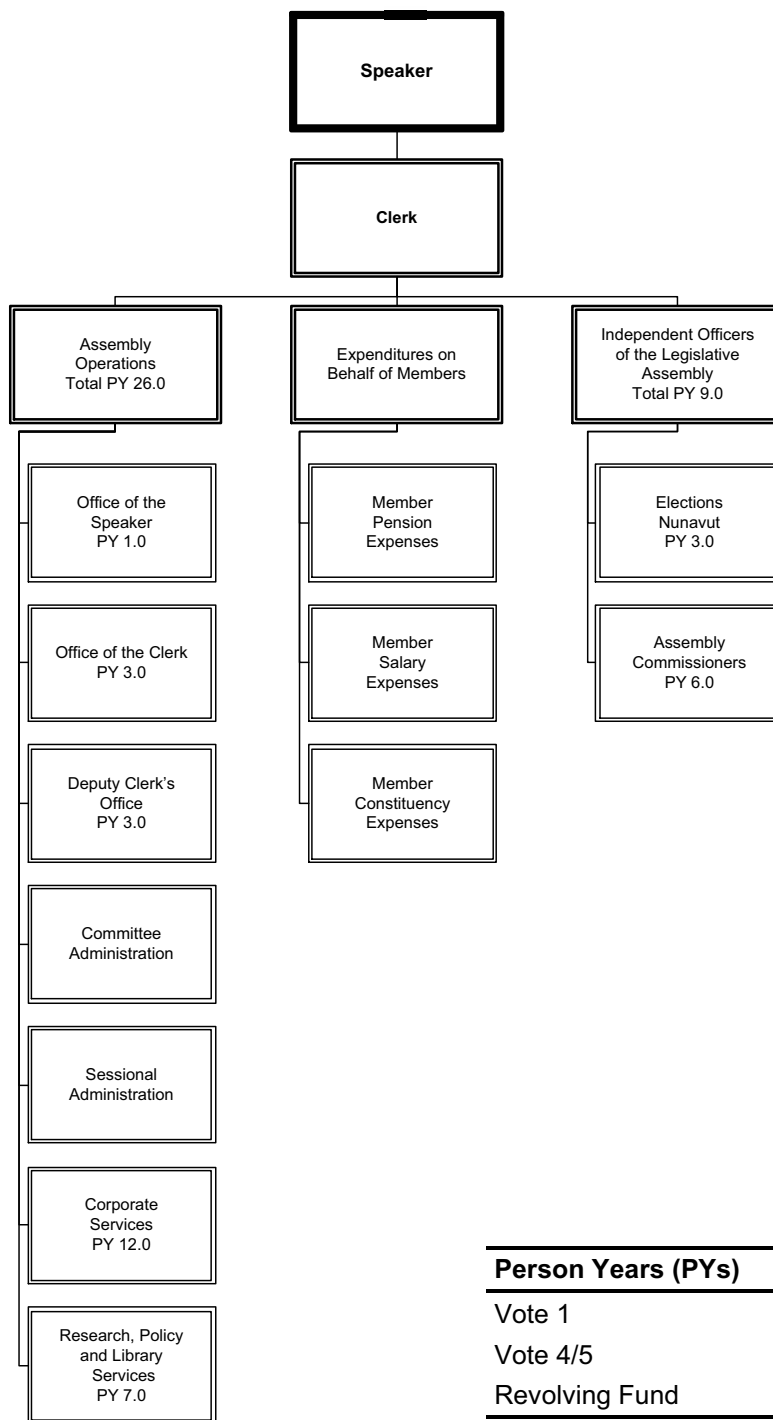 Speaker
Clerk
Assembly
Operations
Total PY 26.0
Expenditures on
Behalf of Members
Independent Officers
of the Legislative
Assembly
Total PY 9.0
Office of the
Speaker
PY 1.0
Office of the Clerk
PY 3.0
Deputy Clerk's
Office
PY 3.0
Committee
Administration
Sessional
Administration
Corporate
Services
PY 12.0
Research, Policy
and Library
Services
PY 7.0
Member
Pension
Expenses
Member
Salary
Expenses
Member
Constituency
Expenses
Elections
Nunavut
PY 3.0
Assembly
Commissioners
PY 6.0
Person Years (PYs)
Vote 1
Vote 4/5
Revolving Fund